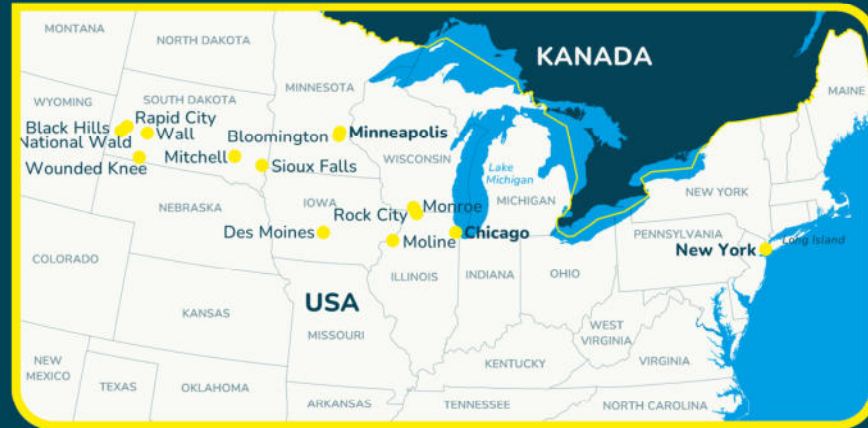 MONTANA
NORTH DAKOTA
MINNESOTA
KANADA
MAINE
WYOMING
SOUTH DAKOTA
Black Hills
National Wald
Rapid City
Wall
Wounded Knee
Mitchell
Sioux Falls
Bloomington
Minneapolis
WISCONSIN
Lake
Michigan
MICHIGAN
NEW YORK
NEBRASKA
IOWA
Des Moines
Rock City
Monroe
Moline
Chicago
PENNSYLVANIA
New York
Long Island
COLORADO
ILLINOIS
INDIANA
OHIO
USA
KANSAS
MISSOURI
WEST
VIRGINIA
KENTUCKY
VIRGINIA
NEW
MEXICO
TEXAS
OKLAHOMA
ARKANSAS
TENNESSEE
NORTH CAROLINA